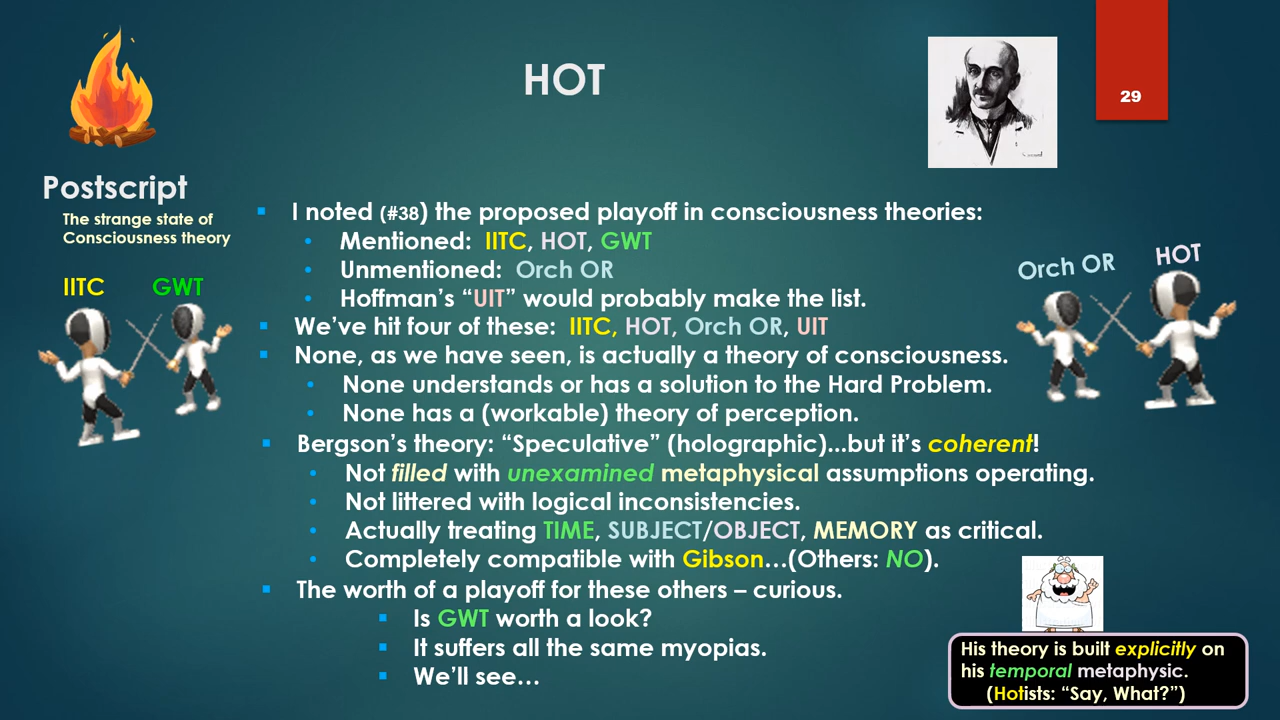 HOT
29
Postscript
The strange state of
Consciousness theory
IITC
GWT
I noted (#38) the proposed playoff in consciousness theories:
Mentioned: IITC, HOT, GWT
Unmentioned: Orch OR
Hoffman's “UIT” would probably make the list.
We've hit four of these: IITC, HOT, Orch OR, UIT
None, as we have seen, is actually a theory of consciousness.
None understands or has a solution to the Hard Problem.
None has a (workable) theory of perception.
Bergson's theory: “Speculative” (holographic)...but it's coherent!
Not filled with unexamined metaphysical assumptions operating.
Not littered with logical inconsistencies.
Actually treating TIME, SUBJECT/OBJECT, MEMORY as critical.
Completely compatible with Gibson…(Others: NO).
The worth of a playoff for these others – curious.
Is GWT worth a look?
It suffers all the same myopias.
We'll see…
Orch OR
HOT
His theory is built explicitly on
his temporal metaphysic.
(Hotists: “Say, What?”)